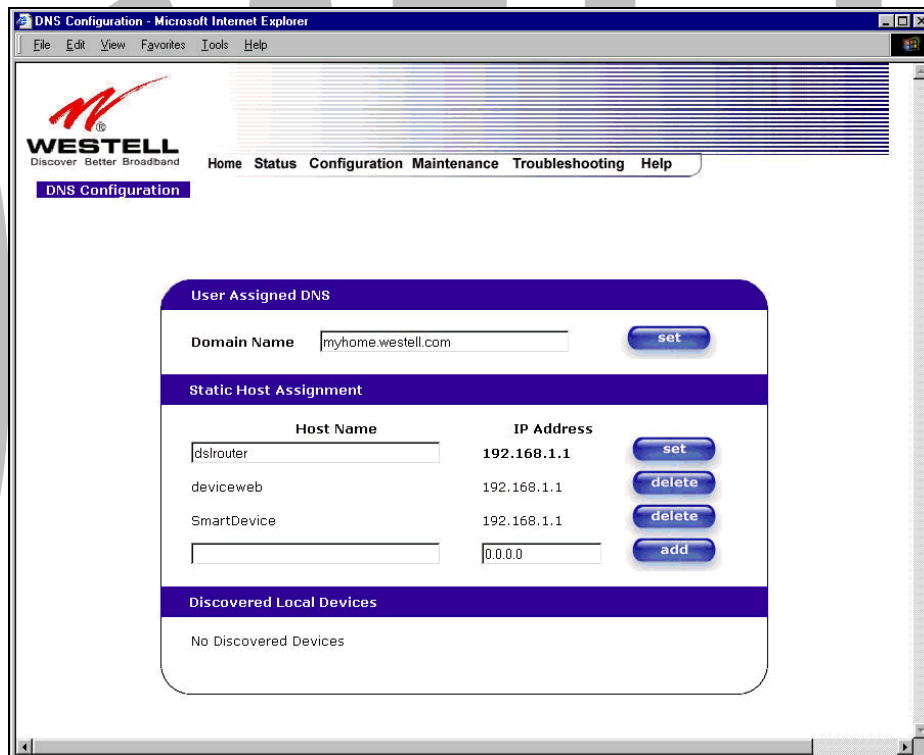 DNS Configuration - Microsoft Internet Explorer
File Edit View Favorites Tools Help
®
WESTELL
Discover Better Broadband
Home Status Configuration Maintenance Troubleshooting Help
DNS Configuration
User Assigned DNS
Domain Name myhome.westell.com set
Static Host Assignment
Host Name IP Address
dslrouter 192.168.1.1 set
deviceweb 192.168.1.1 delete
SmartDevice 192.168.1.1 delete
0.0.0.0 add
Discovered Local Devices
No Discovered Devices